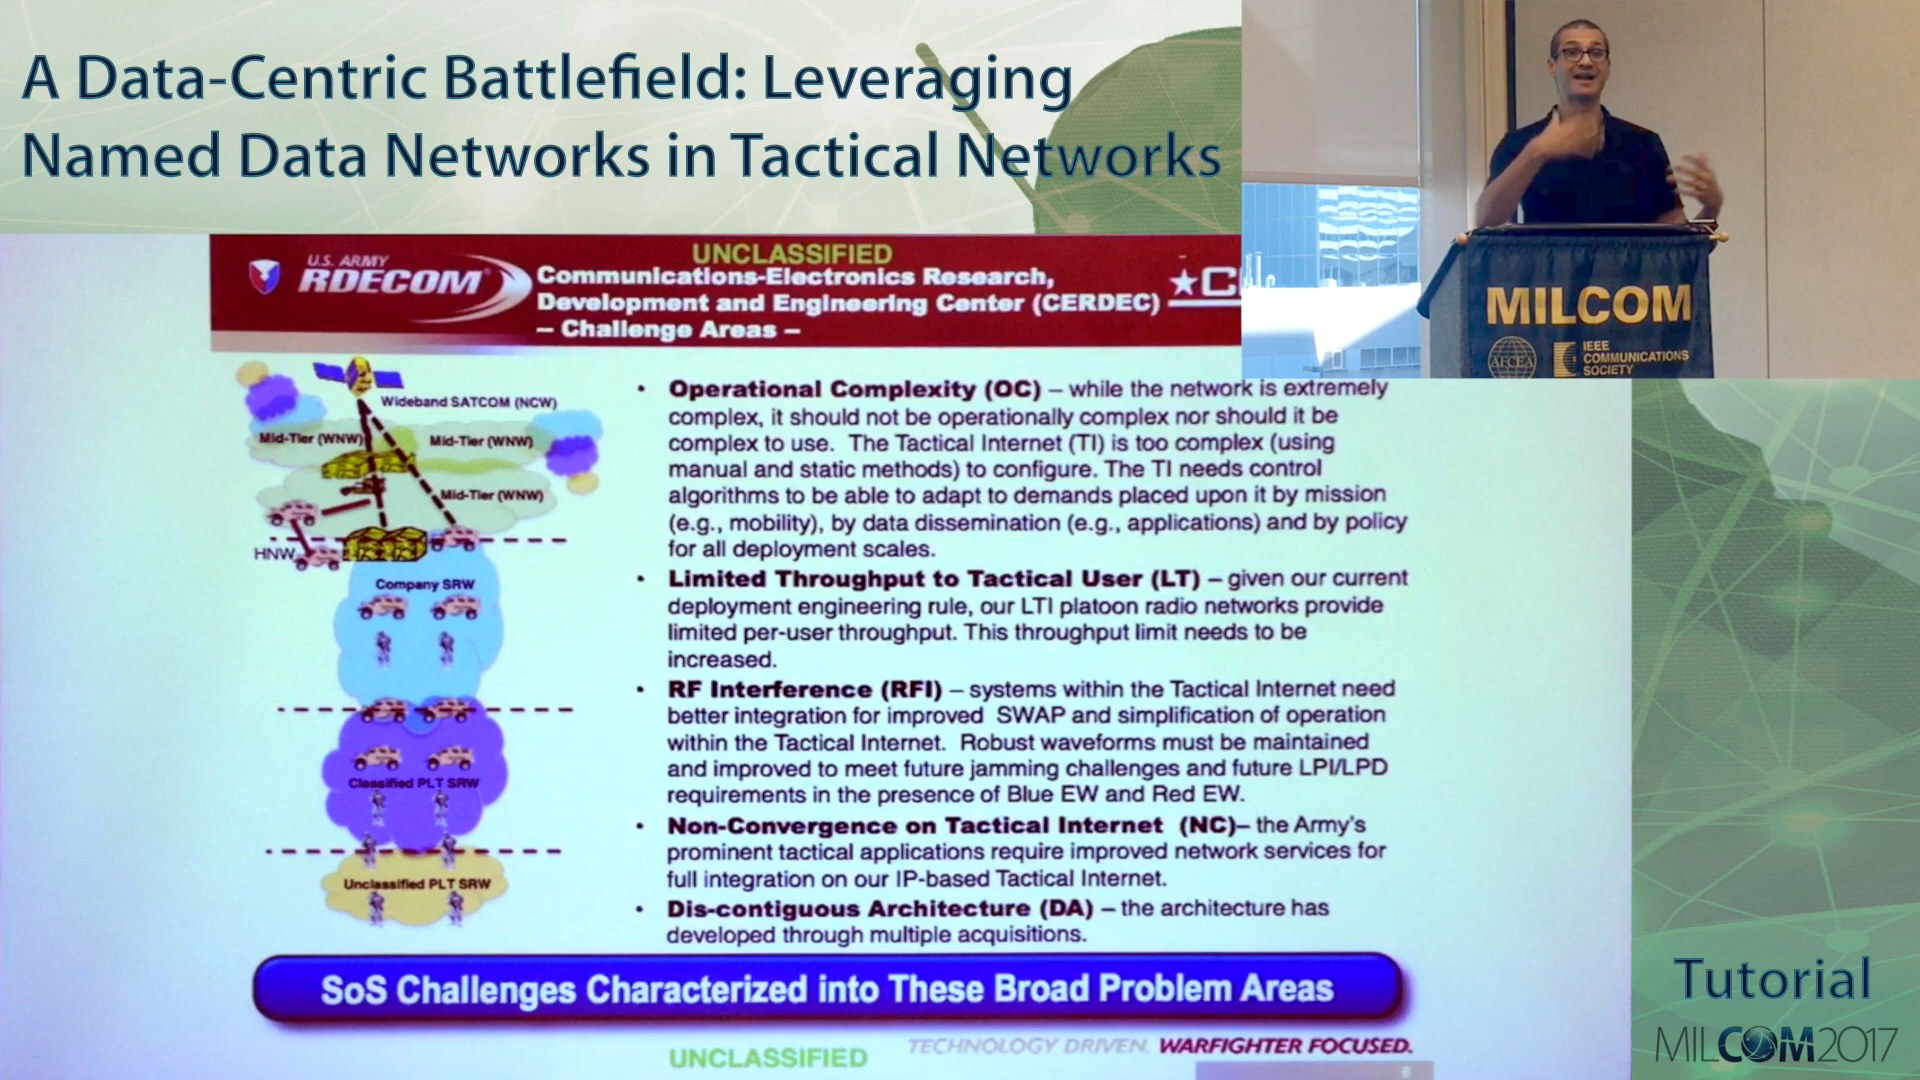 A Data-Centric Battlefield: Leveraging
Named Data Networks in Tactical Networks
UNCLASSIFIED
U.S. ARMY
RDECOM
Communications-Electronics Research,
Development and Engineering Center (CERDEC)
– Challenge Areas –
★C
MILCOM
AFCEA
IEEE
COMMUNICATIONS
SOCIETY
Wideband SATCOM (NCW)
Mid-Tier (WNW)
Mid-Tier (WNW)
Mid-Tier (WNW)
HNW
Company SRW
Classified PLT SRW
Unclassified PLT SRW
• Operational Complexity (OC) – while the network is extremely
complex, it should not be operationally complex nor should it be
complex to use. The Tactical Internet (TI) is too complex (using
manual and static methods) to configure. The TI needs control
algorithms to be able to adapt to demands placed upon it by mission
(e.g., mobility), by data dissemination (e.g., applications) and by policy
for all deployment scales.
• Limited Throughput to Tactical User (LT) – given our current
deployment engineering rule, our LTI platoon radio networks provide
limited per-user throughput. This throughput limit needs to be
increased.
• RF Interference (RFI) – systems within the Tactical Internet need
better integration for improved SWAP and simplification of operation
within the Tactical Internet. Robust waveforms must be maintained
and improved to meet future jamming challenges and future LPI/LPD
requirements in the presence of Blue EW and Red EW.
• Non-Convergence on Tactical Internet (NC)– the Army's
prominent tactical applications require improved network services for
full integration on our IP-based Tactical Internet.
• Dis-contiguous Architecture (DA) – the architecture has
developed through multiple acquisitions.
SoS Challenges Characterized into These Broad Problem Areas
TECHNOLOGY DRIVEN. WARFIGHTER FOCUSED.
UNCLASSIFIED
6
Tutorial
MILCOM2017